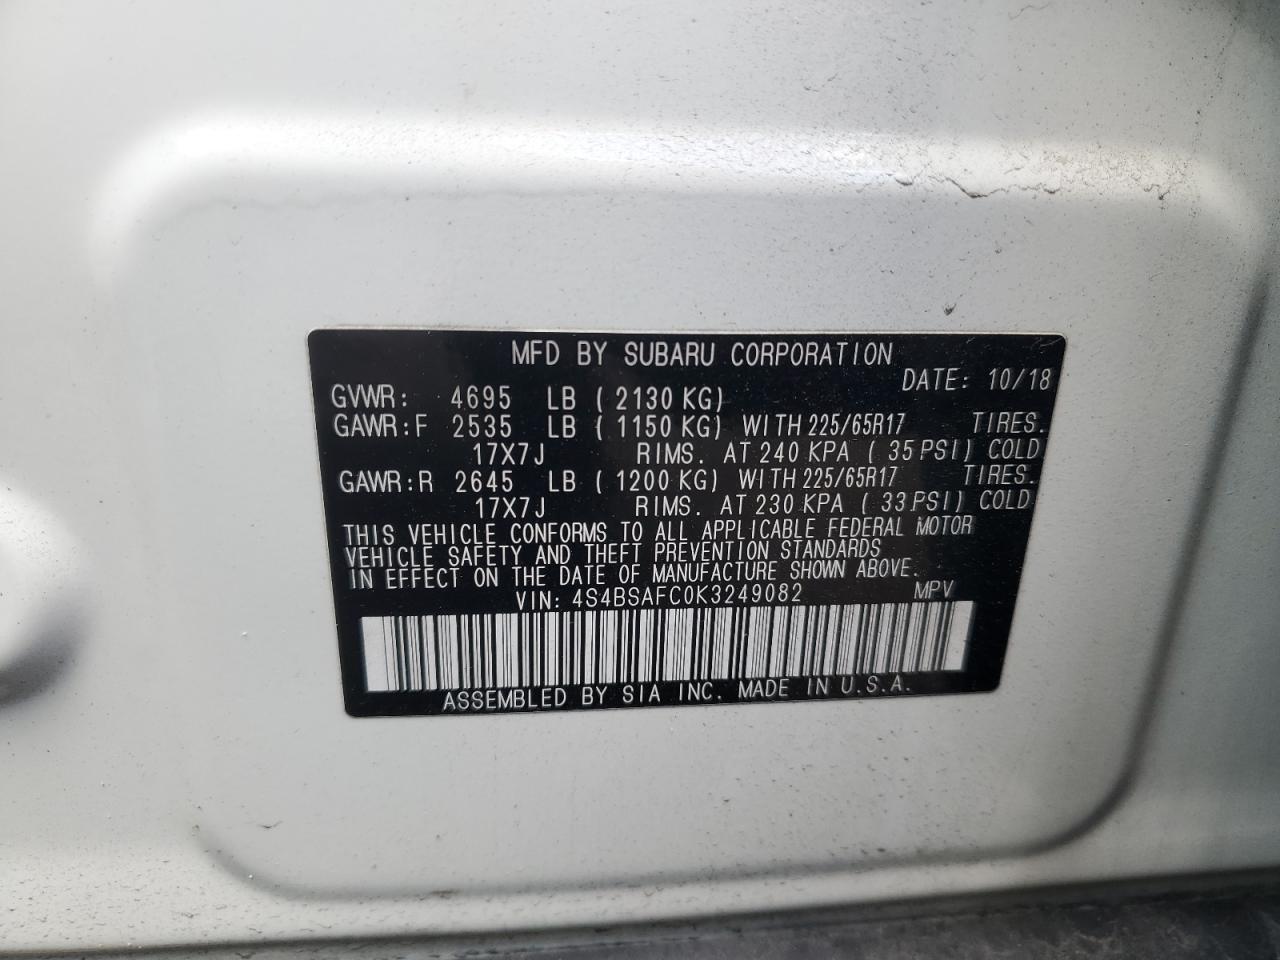 MFD BY SUBARU CORPORATION
DATE: 10/18
GVWR: 4695 LB ( 2130 KG)
GAWR:F 2535 LB ( 1150 KG) WITH 225/65R17 TIRES.
17X7J RIMS. AT 240 KPA ( 35 PSI) COLD
GAWR:R 2645 LB ( 1200 KG) WITH 225/65R17 TIRES.
17X7J RIMS. AT 230 KPA ( 33 PSI) COLD
THIS VEHICLE CONFORMS TO ALL APPLICABLE FEDERAL MOTOR
VEHICLE SAFETY AND THEFT PREVENTION STANDARDS
IN EFFECT ON THE DATE OF MANUFACTURE SHOWN ABOVE.
VIN: 4S4BSAFC0K3249082 MPV
ASSEMBLED BY SIA INC. MADE IN U.S.A.